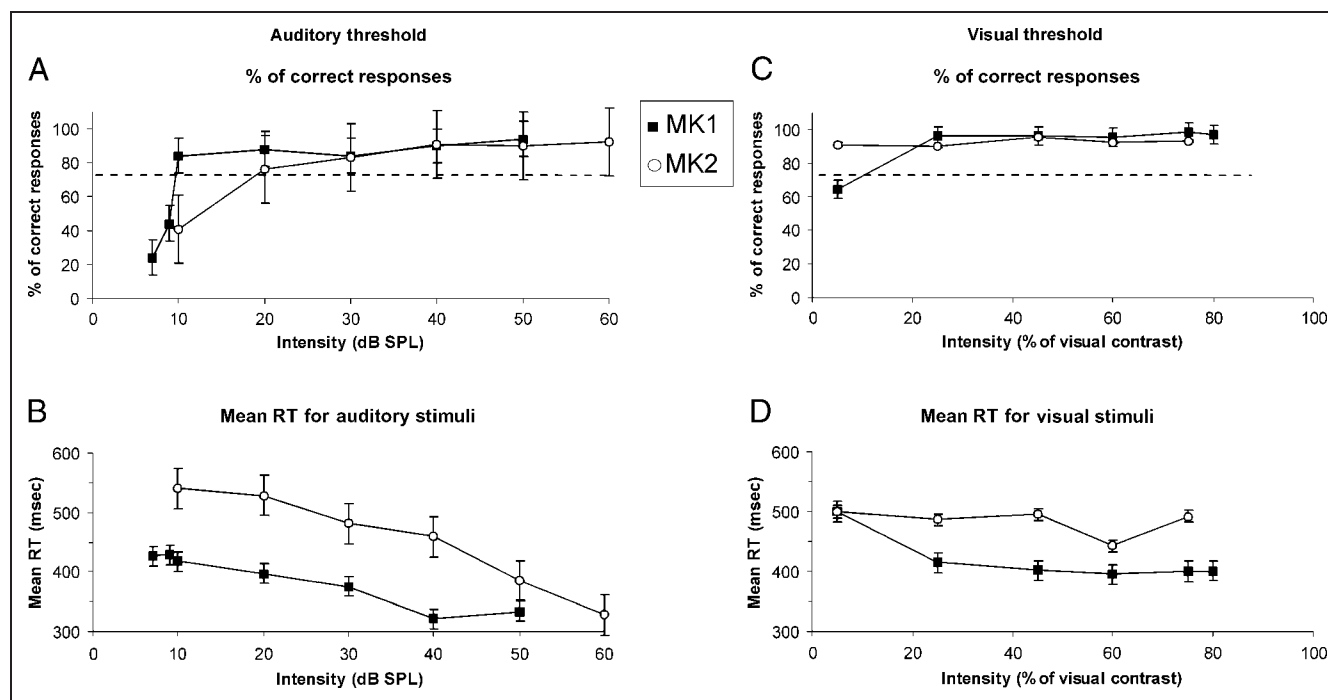 Auditory threshold
Visual threshold
A
% of correct responses
% of correct responses
100
80
60
40
20
0
0 10 20 30 40 50 60
Intensity (dB SPL)
MK1
MK2
C
% of correct responses
% of correct responses
100
80
60
40
20
0
0 20 40 60 80 100
Intensity (% of visual contrast)
B
Mean RT for auditory stimuli
Mean RT (msec)
600
500
400
300
0 10 20 30 40 50 60
Intensity (dB SPL)
D
Mean RT for visual stimuli
Mean RT (msec)
600
500
400
300
0 20 40 60 80 100
Intensity (% of visual contrast)